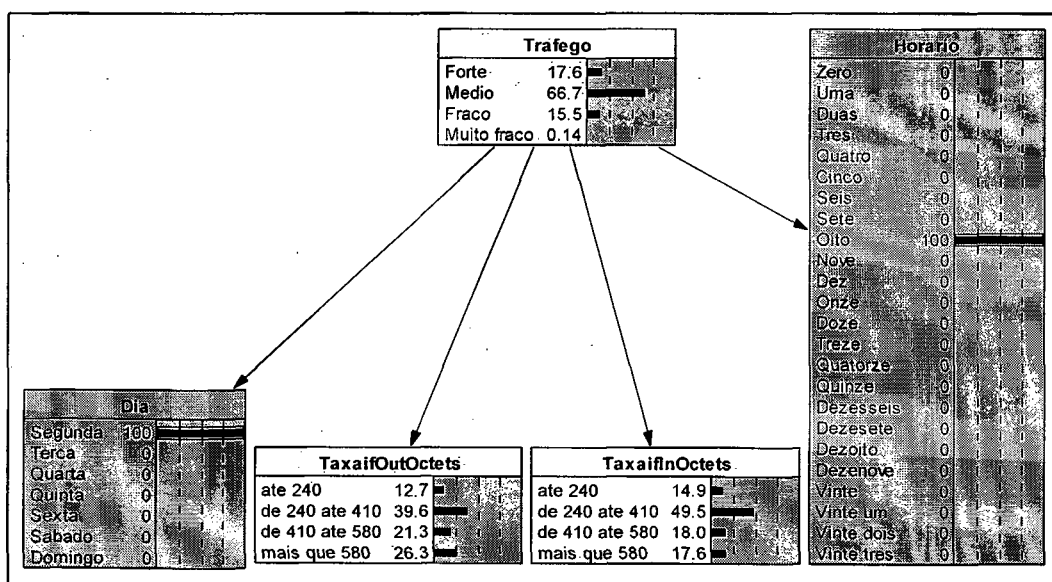 Trafego
Forte 17.6
Medio 66.7
Fraco 15.5
Muito fraco 0.14
Horario
Zero 0
Uma 0
Duas 0
Tres 0
Quatro 0
Cinco 0
Seis 0
Sete 0
Oito 100
Nove 0
Dez 0
Onze 0
Doze 0
Treze 0
Quatorze 0
Quinze 0
Dezesseis 0
Dezesete 0
Dezoito 0
Dezenove 0
Vinte 0
Vinte um 0
Vinte dois 0
Vinte tres 0
Dia
Segunda 100
Terca 0
Quarta 0
Quinta 0
Sexta 0
Sabado 0
Domingo 0
TaxaifOutOctets
ate 240 12.7
de 240 ate 410 39.6
de 410 ate 580 21.3
mais que 580 26.3
TaxaifInOctets
ate 240 14.9
de 240 ate 410 49.5
de 410 ate 580 18.0
mais que 580 17.6